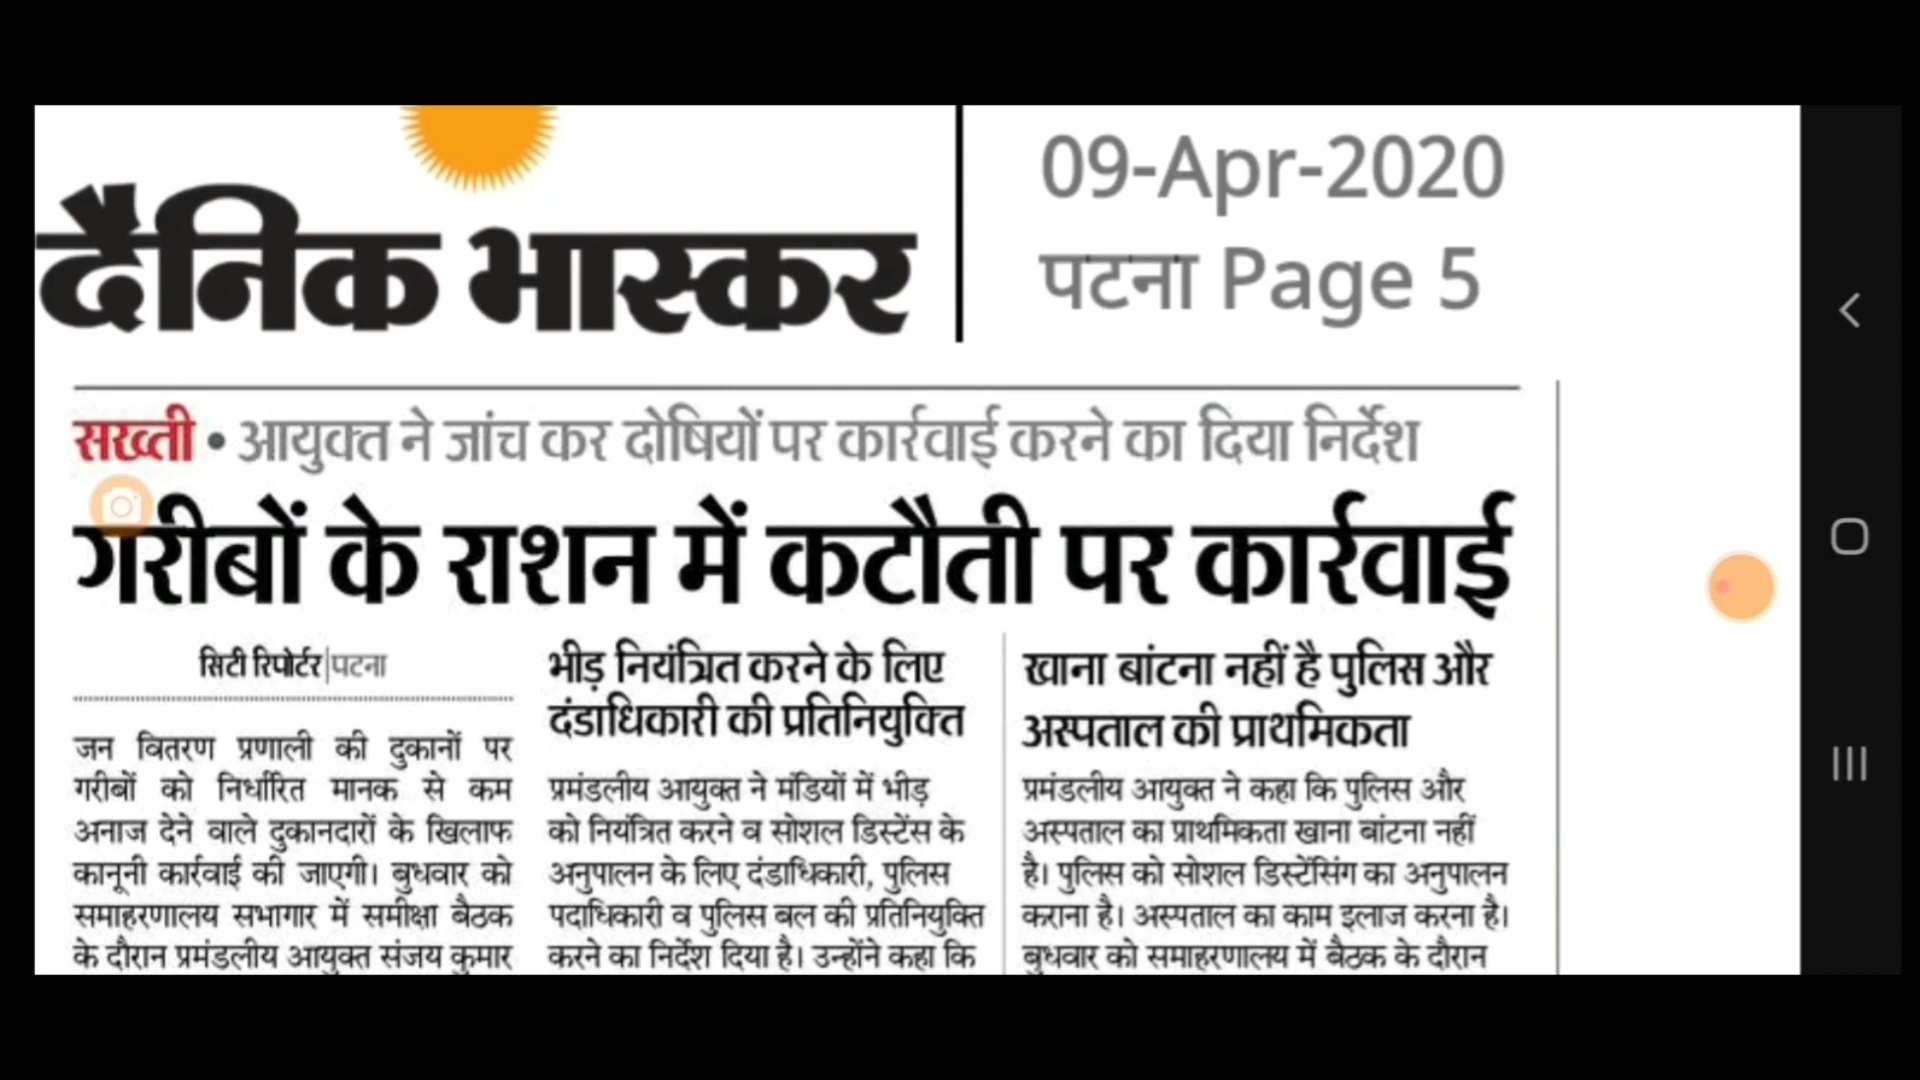 दैनिक भास्कर
09-Apr-2020
पटना Page 5
सख्ती • आयुक्त ने जांच कर दोषियों पर कार्रवाई करने का दिया निर्देश
गरीबों के राशन में कटौती पर कार्रवाई
सिटी रिपोर्टर|पटना
जन वितरण प्रणाली की दुकानों पर
गरीबों को निर्धारित मानक से कम
अनाज देने वाले दुकानदारों के खिलाफ
कानूनी कार्रवाई की जाएगी। बुधवार को
समाहरणालय सभागार में समीक्षा बैठक
के दौरान प्रमंडलीय आयुक्त संजय कुमार
भीड़ नियंत्रित करने के लिए
दंडाधिकारी की प्रतिनियुक्ति
प्रमंडलीय आयुक्त ने मंडियों में भीड़
को नियंत्रित करने व सोशल डिस्टेंस के
अनुपालन के लिए दंडाधिकारी, पुलिस
पदाधिकारी व पुलिस बल की प्रतिनियुक्ति
करने का निर्देश दिया है। उन्होंने कहा कि
खाना बांटना नहीं है पुलिस और
अस्पताल की प्राथमिकता
प्रमंडलीय आयुक्त ने कहा कि पुलिस और
अस्पताल का प्राथमिकता खाना बांटना नहीं
है। पुलिस को सोशल डिस्टेंसिंग का अनुपालन
कराना है। अस्पताल का काम इलाज करना है।
बुधवार को समाहरणालय में बैठक के दौरान